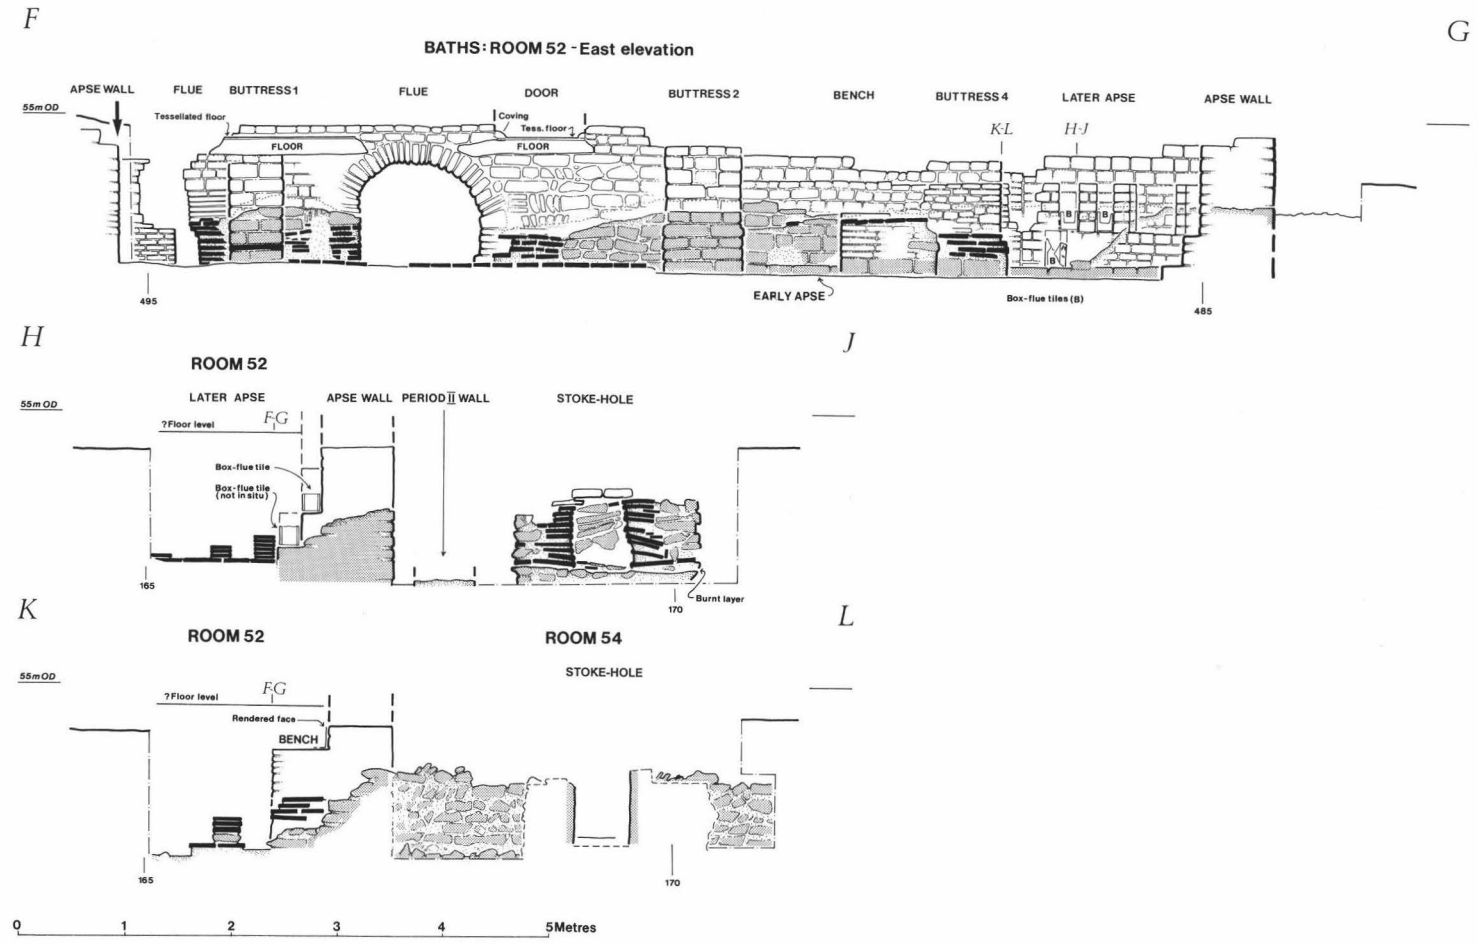 F
G
BATHS: ROOM 52 - East elevation
APSE WALL FLUE BUTTRESS 1 FLUE DOOR BUTTRESS 2 BENCH BUTTRESS 4 LATER APSE APSE WALL
55m OD
Tessellated floor
Coving
Tess. floor
K-L H-J
FLOOR FLOOR
B B
B
495
EARLY APSE
Box-flue tiles (B)
485
H
J
ROOM 52
LATER APSE APSE WALL PERIOD II WALL STOKE-HOLE
55m OD
F-G
?Floor level
Box-flue tile
Box-flue tile
(not in situ)
165
Burnt layer
170
K
L
ROOM 52 ROOM 54
STOKE-HOLE
55m OD
F-G
?Floor level
Rendered face
BENCH
165
170
0 1 2 3 4 5 Metres